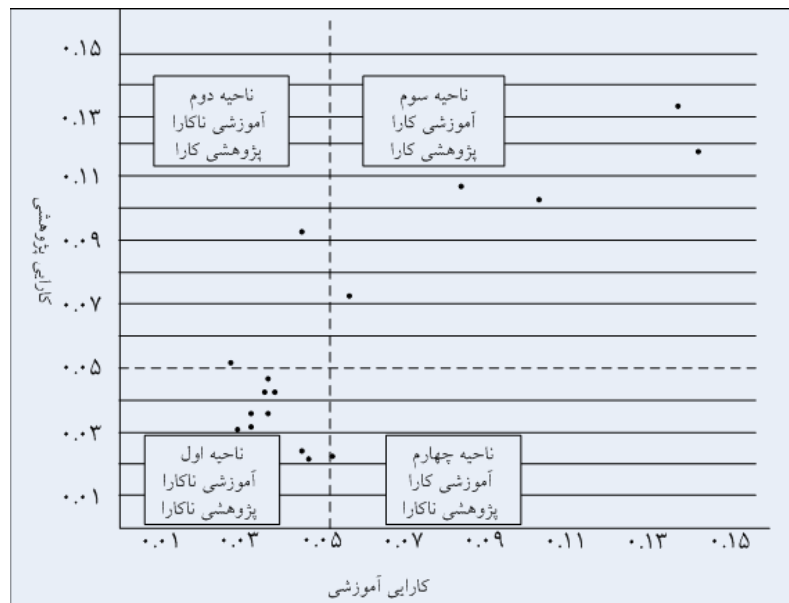 ۰.۱۵
۰.۱۳
۰.۱۱
۰.۰۹
۰.۰۷
۰.۰۵
۰.۰۳
۰.۰۱
کارایی پژوهشی
ناحیه دوم
آموزشی ناکارا
پژوهشی کارا
ناحیه سوم
آموزشی کارا
پژوهشی کارا
ناحیه اول
آموزشی ناکارا
پژوهشی ناکارا
ناحیه چهارم
آموزشی کارا
پژوهشی ناکارا
۰.۰۱ ۰.۰۳ ۰.۰۵ ۰.۰۷ ۰.۰۹ ۰.۱۱ ۰.۱۳ ۰.۱۵
کارایی آموزشی